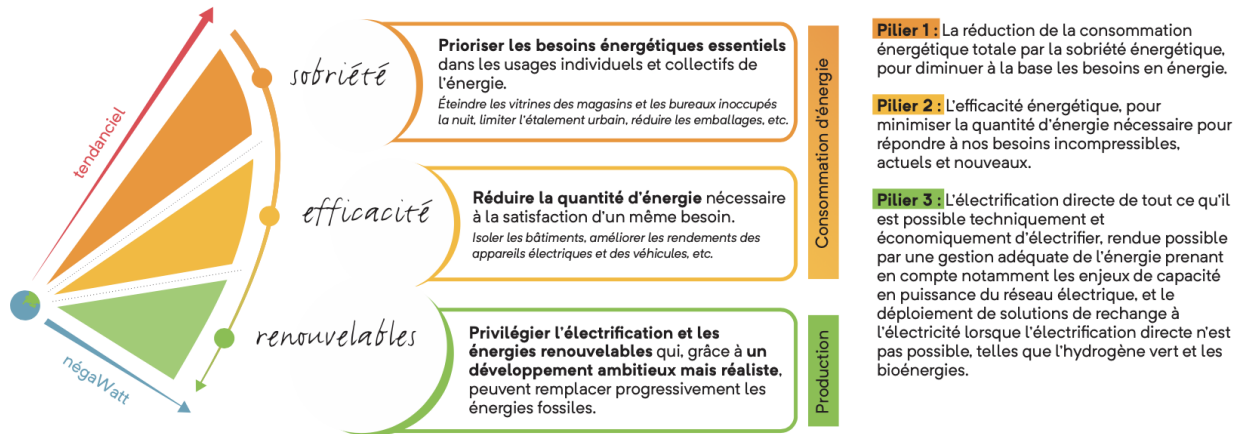 tendanciel
négaWatt
sobriété
Prioriser les besoins énergétiques essentiels
dans les usages individuels et collectifs de
l'énergie.
Éteindre les vitrines des magasins et les bureaux inoccupés
la nuit, limiter l'étalement urbain, réduire les emballages, etc.
efficacité
Réduire la quantité d'énergie nécessaire
à la satisfaction d'un même besoin.
Isoler les bâtiments, améliorer les rendements des
appareils électriques et des véhicules, etc.
renouvelables
Privilégier l'électrification et les
énergies renouvelables qui, grâce à un
développement ambitieux mais réaliste,
peuvent remplacer progressivement les
énergies fossiles.
Consommation d'énergie
Production
Pilier 1 : La réduction de la consommation
énergétique totale par la sobriété énergétique,
pour diminuer à la base les besoins en énergie.
Pilier 2 : L'efficacité énergétique, pour
minimiser la quantité d'énergie nécessaire pour
répondre à nos besoins incompressibles,
actuels et nouveaux.
Pilier 3 : L'électrification directe de tout ce qu'il
est possible techniquement et
économiquement d'électrifier, rendue possible
par une gestion adéquate de l'énergie prenant
en compte notamment les enjeux de capacité
en puissance du réseau électrique, et le
déploiement de solutions de rechange à
l'électricité lorsque l'électrification directe n'est
pas possible, telles que l'hydrogène vert et les
bioénergies.